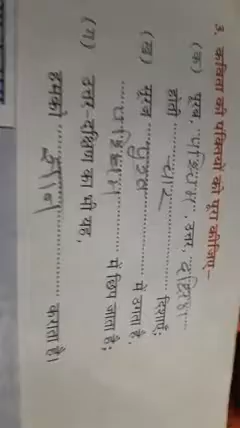 3. कविता की पंक्तियों को पूरा कीजिए–
(क) पूरब, पश्चिम, उत्तर, दक्षिण
होती ........चार........ दिशाएँ;
(ख) सूरज ........पूरब........ से उगता है,
........पश्चिम........ में छिप जाता है;
(ग) उत्तर-दक्षिण का भी यह,
हमको ................ कराता है।